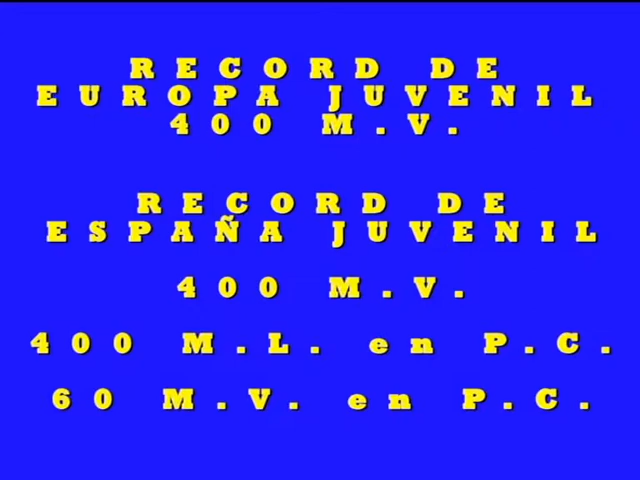 RECORD DE
EUROPA JUVENIL
400 M.V.
RECORD DE
ESPAÑA JUVENIL
400 M.V.
400 M.L. en P.C.
60 M.V. en P.C.